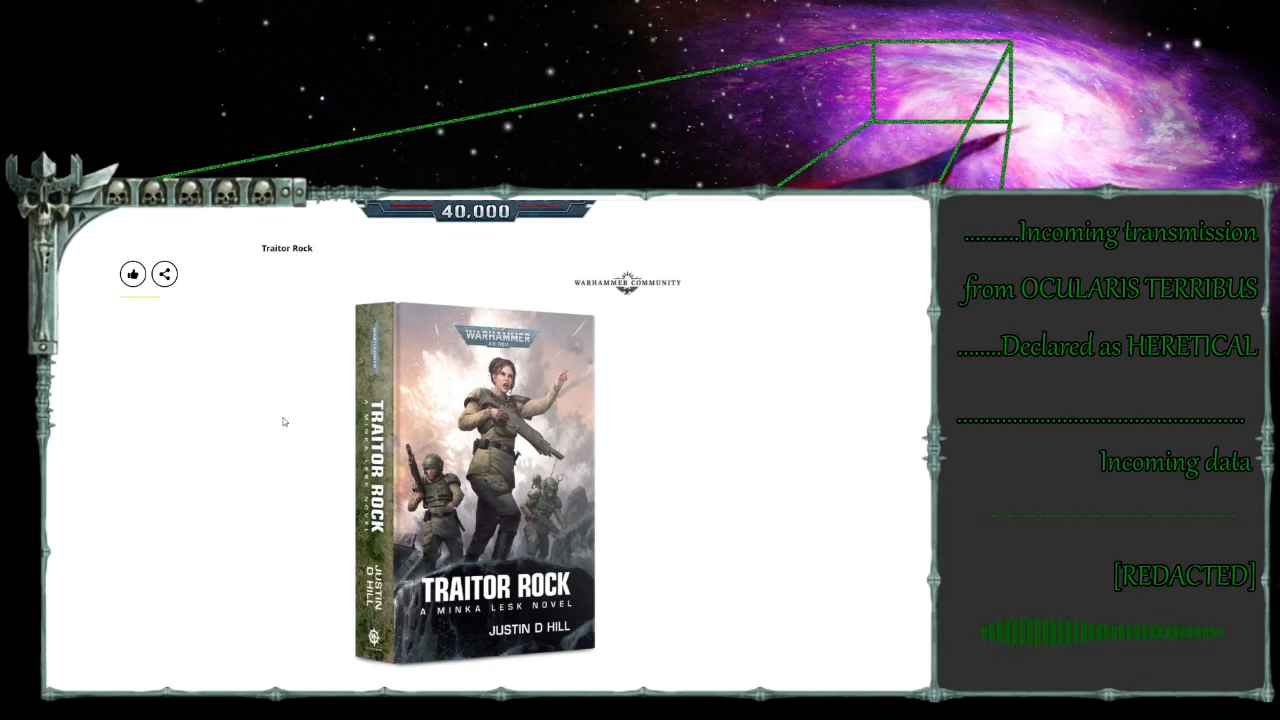 40,000
Traitor Rock
WARHAMMER COMMUNITY
WARHAMMER
40,000
TRAITOR ROCK
A MINKA LESK NOVEL
JUSTIN D HILL
TRAITOR ROCK
A MINKA LESK NOVEL
JUSTIN D HILL
..........Incoming transmission
from OCULARIS TERRIBUS
........Declared as HERETICAL
Incoming data
[REDACTED]